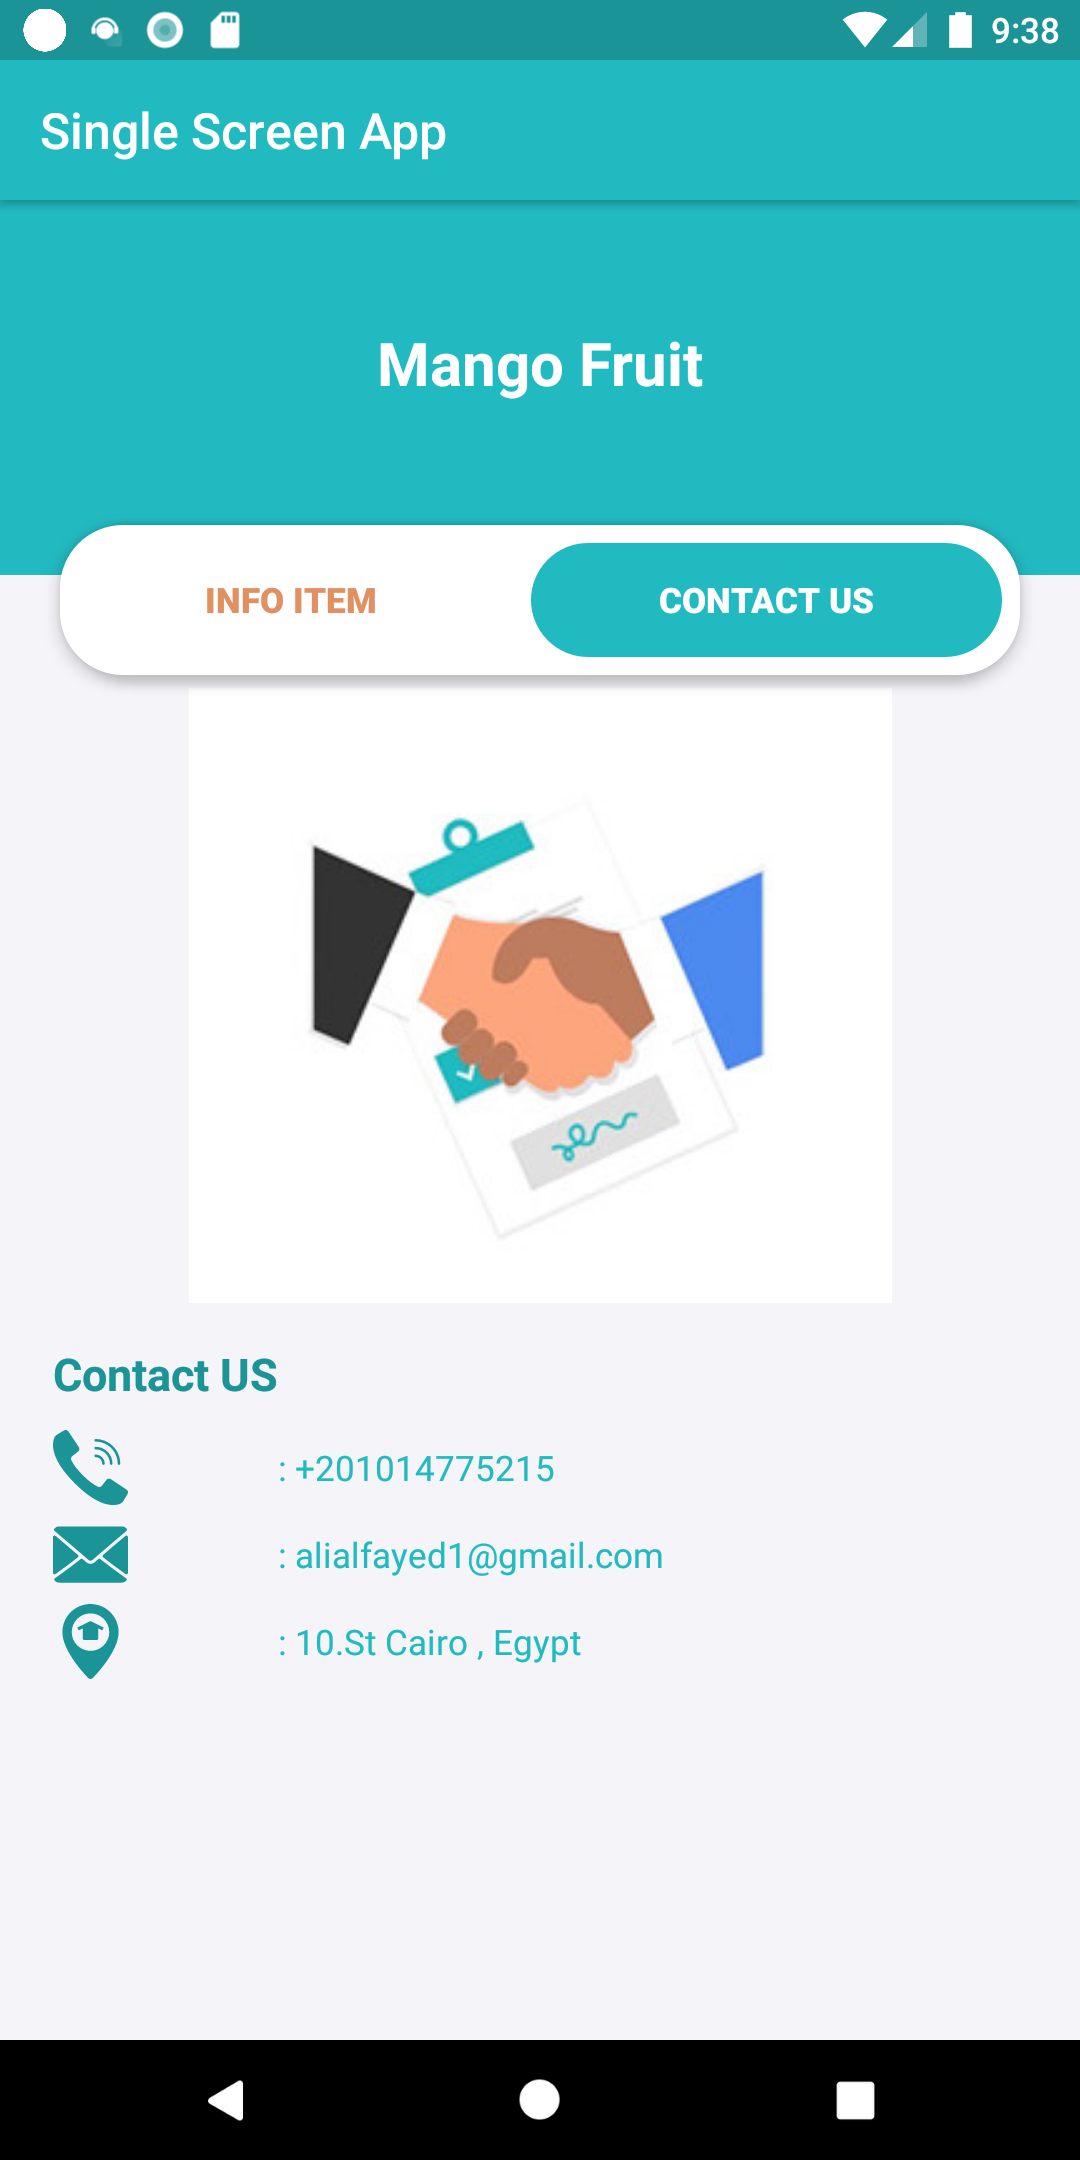 9:38
Single Screen App
Mango Fruit
INFO ITEM
CONTACT US
Contact US
: +201014775215
: alialfayed1@gmail.com
: 10.St Cairo , Egypt